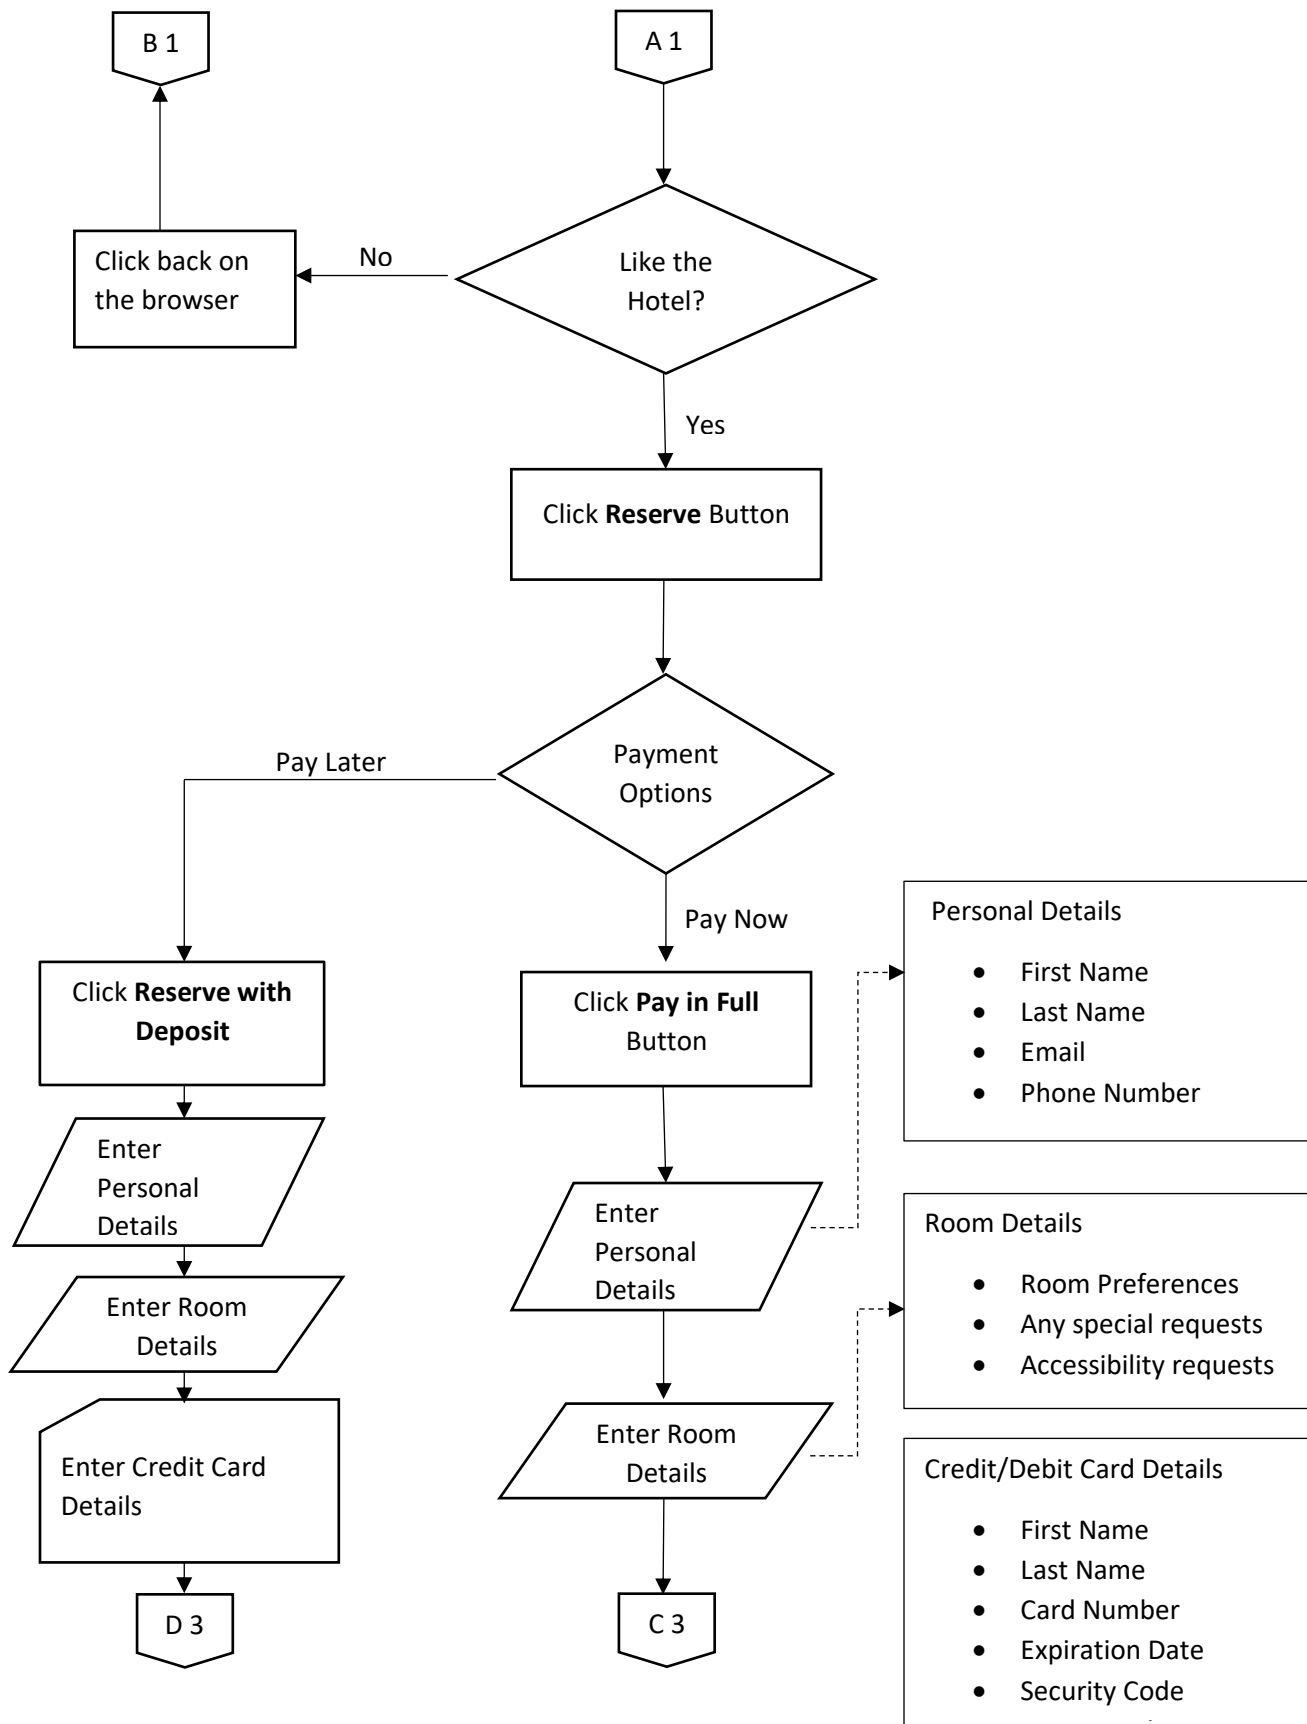 B 1
A 1
Like the
Hotel?
No
Click back on
the browser
Yes
Click Reserve Button
Payment
Options
Pay Later
Pay Now
Click Reserve with
Deposit
Click Pay in Full
Button
Enter
Personal
Details
Enter Room
Details
Enter Credit Card
Details
D 3
Enter
Personal
Details
Enter Room
Details
C 3
Personal Details
• First Name
• Last Name
• Email
• Phone Number
Room Details
• Room Preferences
• Any special requests
• Accessibility requests
Credit/Debit Card Details
• First Name
• Last Name
• Card Number
• Expiration Date
• Security Code